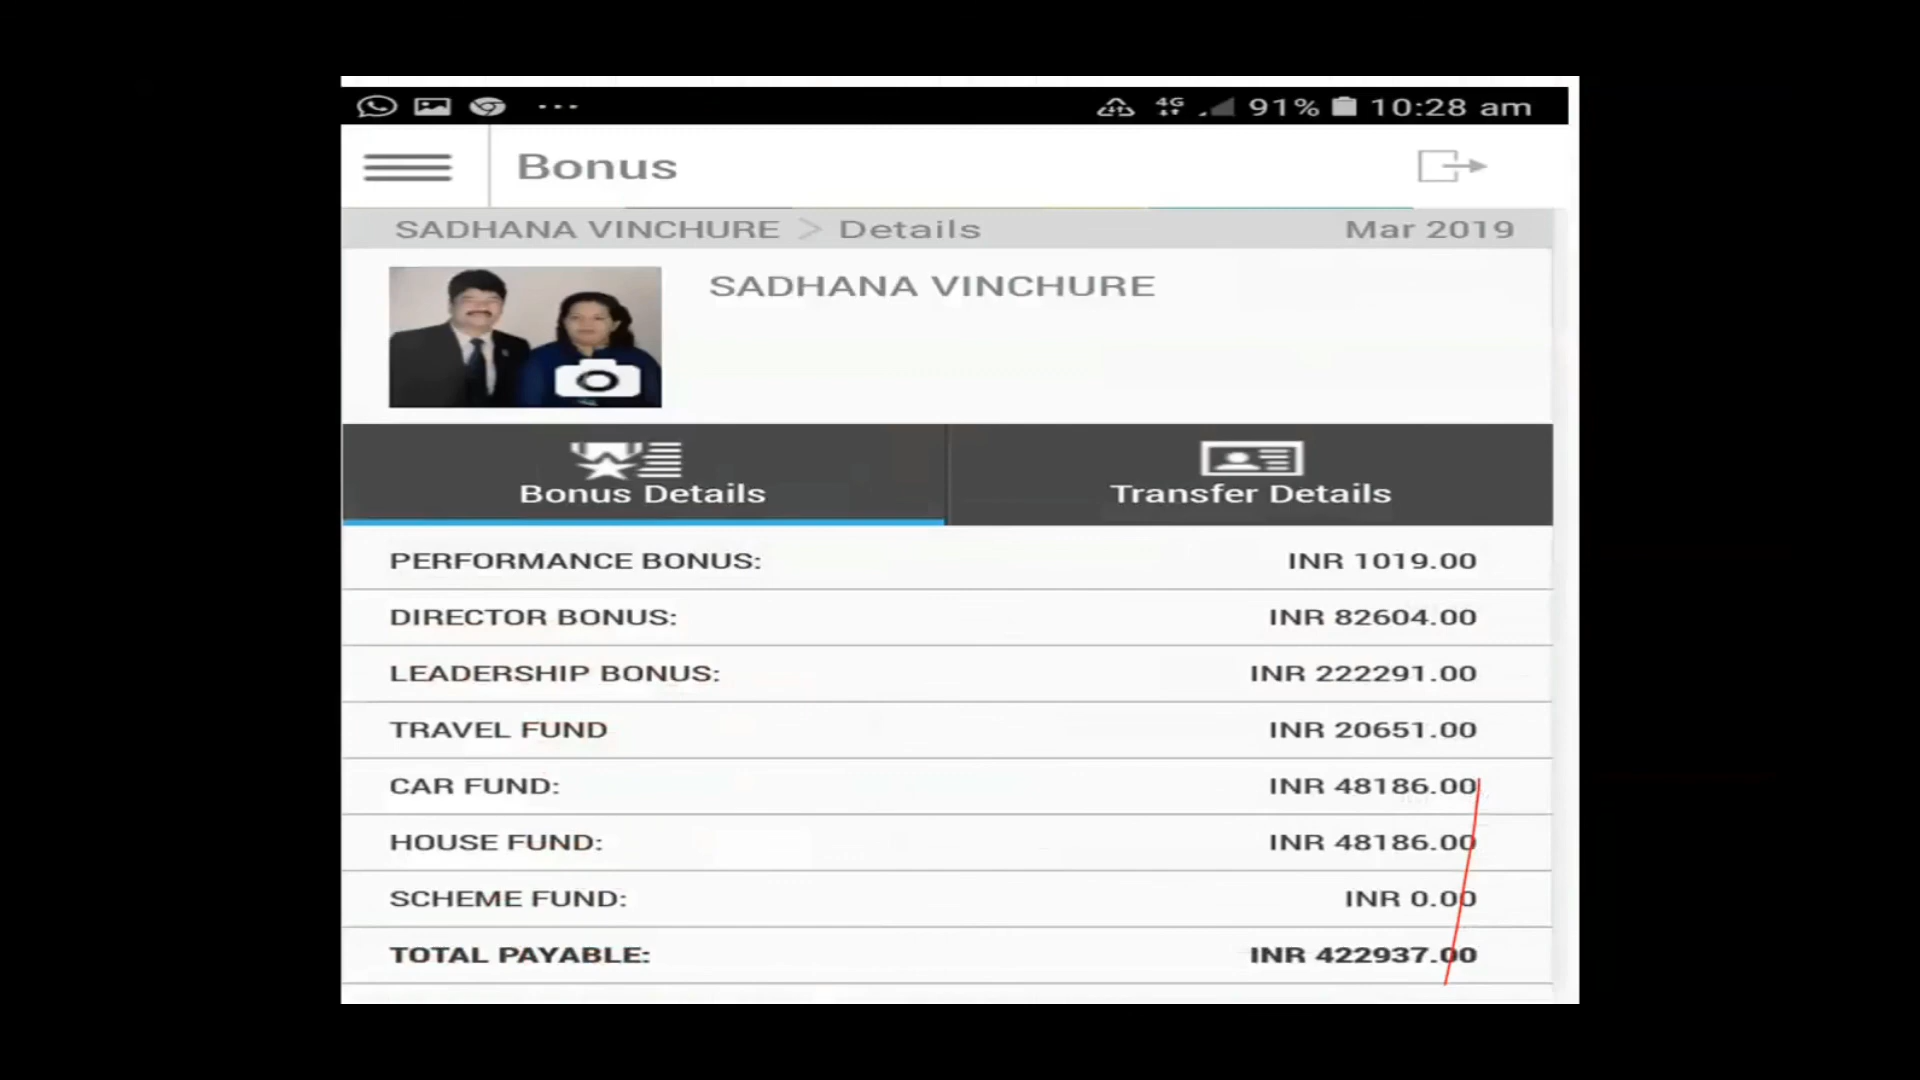 4G 91% 10:28 am
Bonus
SADHANA VINCHURE > Details Mar 2019
SADHANA VINCHURE
Bonus Details Transfer Details
PERFORMANCE BONUS: INR 1019.00
DIRECTOR BONUS: INR 82604.00
LEADERSHIP BONUS: INR 222291.00
TRAVEL FUND INR 20651.00
CAR FUND: INR 48186.00
HOUSE FUND: INR 48186.00
SCHEME FUND: INR 0.00
TOTAL PAYABLE: INR 422937.00